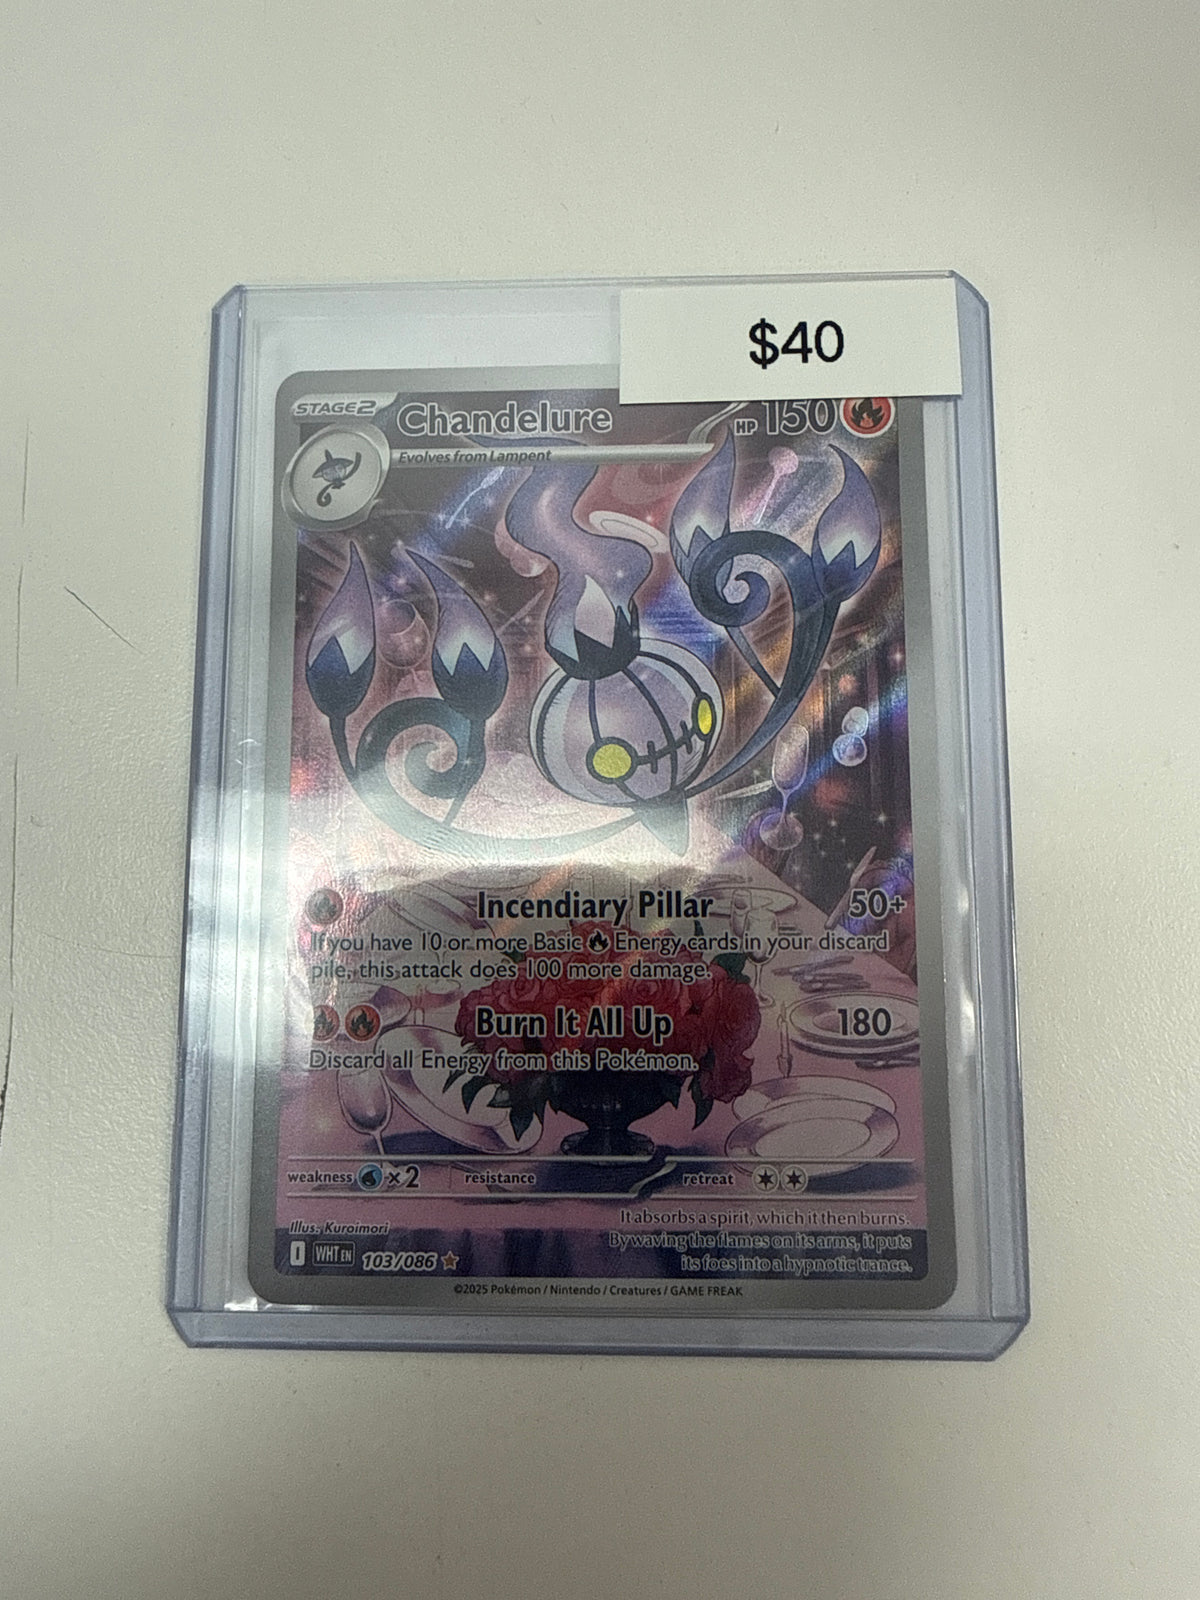 $40
STAGE2 Chandelure HP 150
Evolves from Lampent
Incendiary Pillar 50+
If you have 10 or more Basic Energy cards in your discard
pile, this attack does 100 more damage.
Burn It All Up 180
Discard all Energy from this Pokémon.
weakness ×2 resistance retreat
Illus. Kuroimori
It absorbs a spirit, which it then burns.
By waving the flames on its arms, it puts
its foes into a hypnotic trance.
I WHT EN 103/086
©2025 Pokémon / Nintendo / Creatures / GAME FREAK